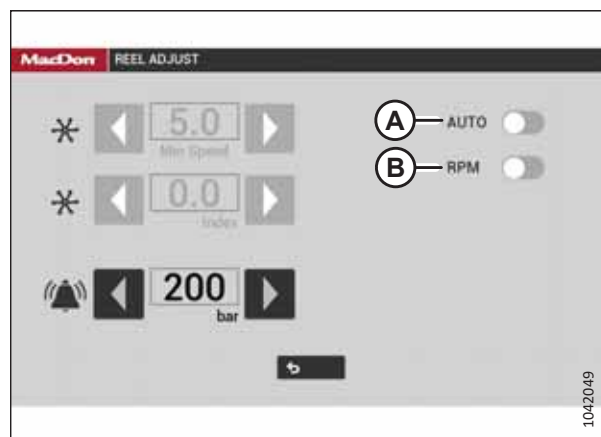 MacDon REEL ADJUST
5.0
Min Speed
A AUTO
B RPM
0.0
Index
200
bar
1042049